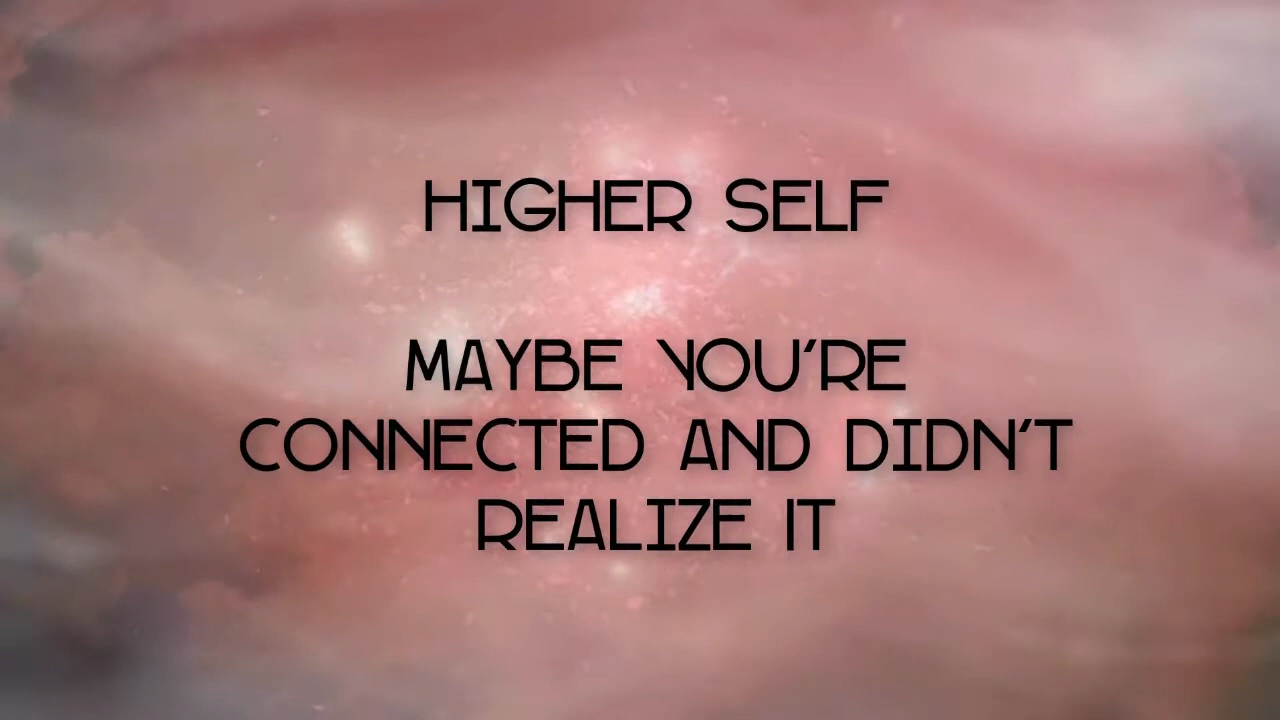 HIGHER SELF
MAYBE YOU'RE
CONNECTED AND DIDN'T
REALIZE IT